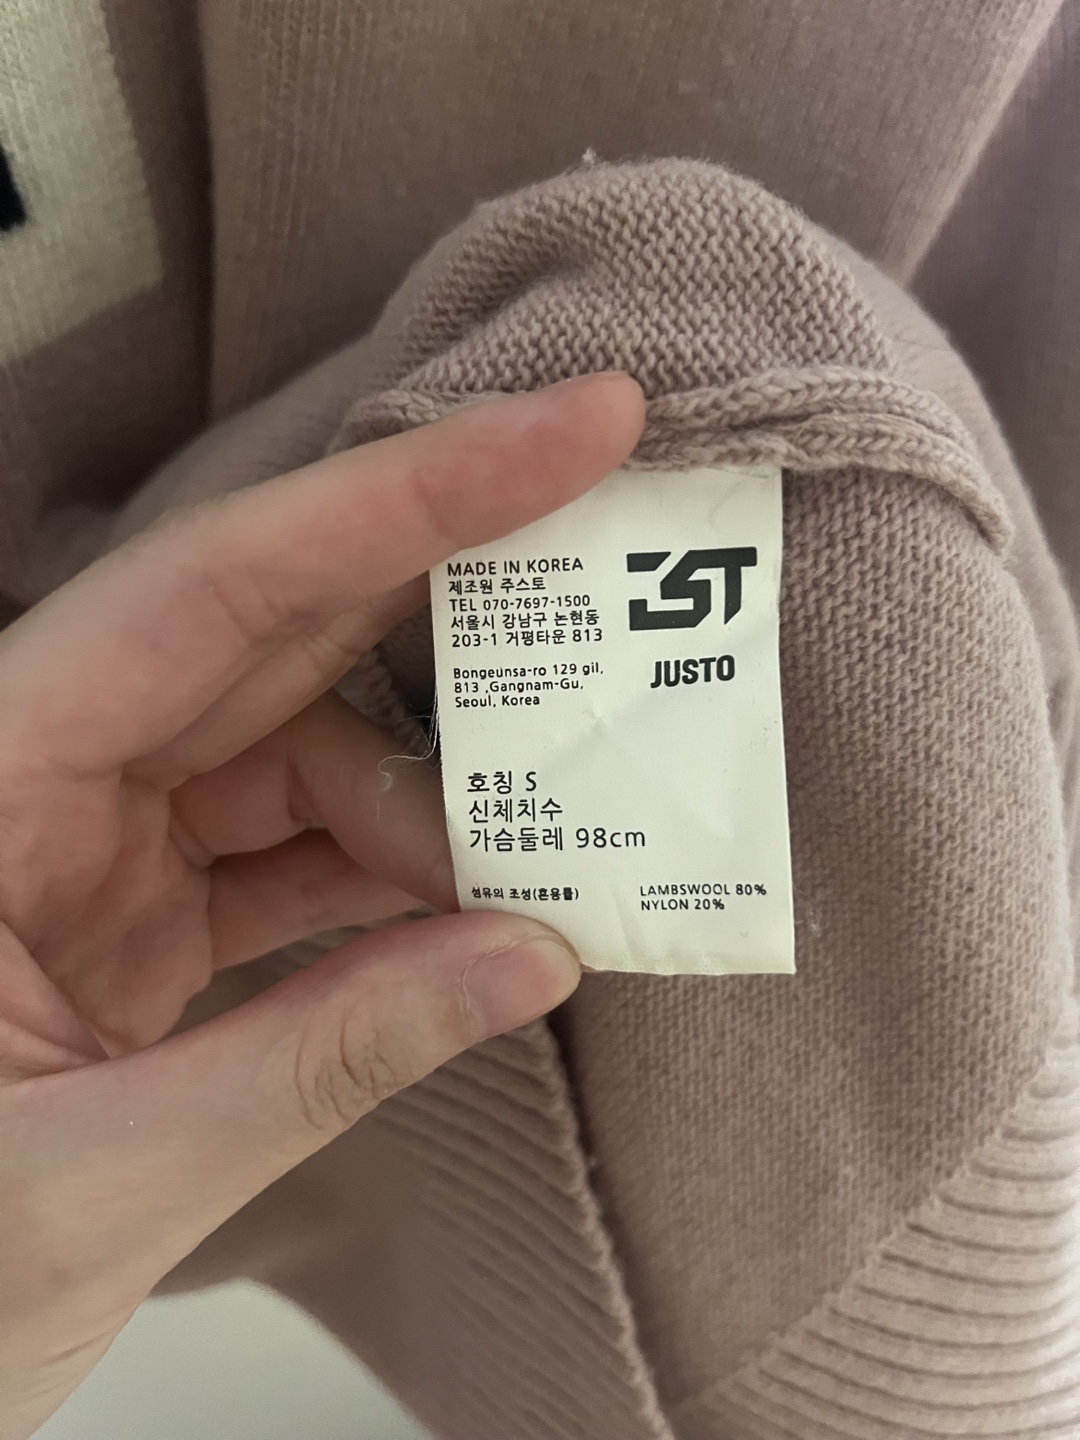 MADE IN KOREA
제조원 주스토
TEL 070-7697-1500
서울시 강남구 논현동
203-1 거평타운 813
Bongeunsa-ro 129 gil,
813 ,Gangnam-Gu,
Seoul, Korea
JST
JUSTO
호칭 S
신체치수
가슴둘레 98cm
섬유의 조성(혼용률)
LAMBSWOOL 80%
NYLON 20%